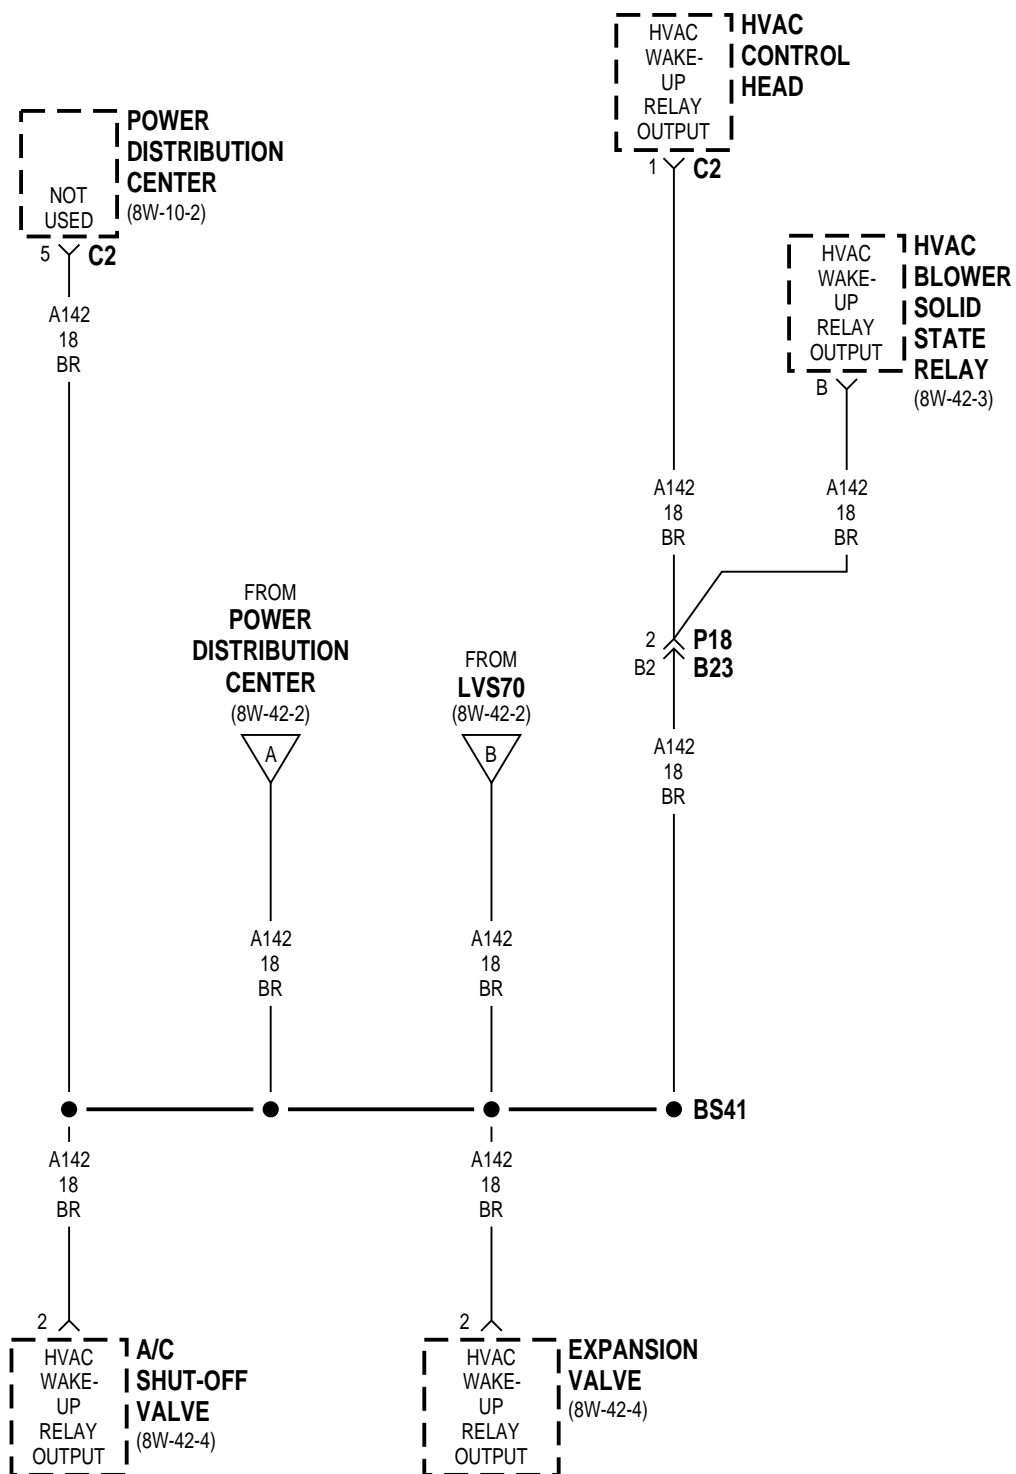 HVAC
WAKE-
UP
RELAY
OUTPUT
HVAC
CONTROL
HEAD
1
C2
NOT
USED
POWER
DISTRIBUTION
CENTER
(8W-10-2)
5
C2
A142
18
BR
HVAC
WAKE-
UP
RELAY
OUTPUT
HVAC
BLOWER
SOLID
STATE
RELAY
(8W-42-3)
B
A142
18
BR
A142
18
BR
2
P18
B2
B23
FROM
POWER
DISTRIBUTION
CENTER
(8W-42-2)
A
FROM
LVS70
(8W-42-2)
B
A142
18
BR
A142
18
BR
A142
18
BR
BS41
A142
18
BR
A142
18
BR
2
HVAC
WAKE-
UP
RELAY
OUTPUT
A/C
SHUT-OFF
VALVE
(8W-42-4)
2
HVAC
WAKE-
UP
RELAY
OUTPUT
EXPANSION
VALVE
(8W-42-4)